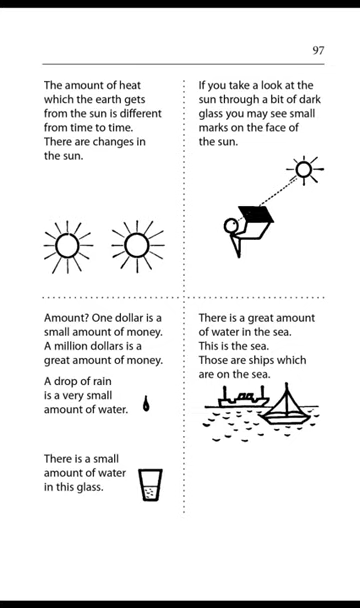 97
The amount of heat
which the earth gets
from the sun is different
from time to time.
There are changes in
the sun.
If you take a look at the
sun through a bit of dark
glass you may see small
marks on the face of
the sun.
Amount? One dollar is a
small amount of money.
A million dollars is a
great amount of money.
A drop of rain
is a very small
amount of water.
There is a small
amount of water
in this glass.
There is a great amount
of water in the sea.
This is the sea.
Those are ships which
are on the sea.